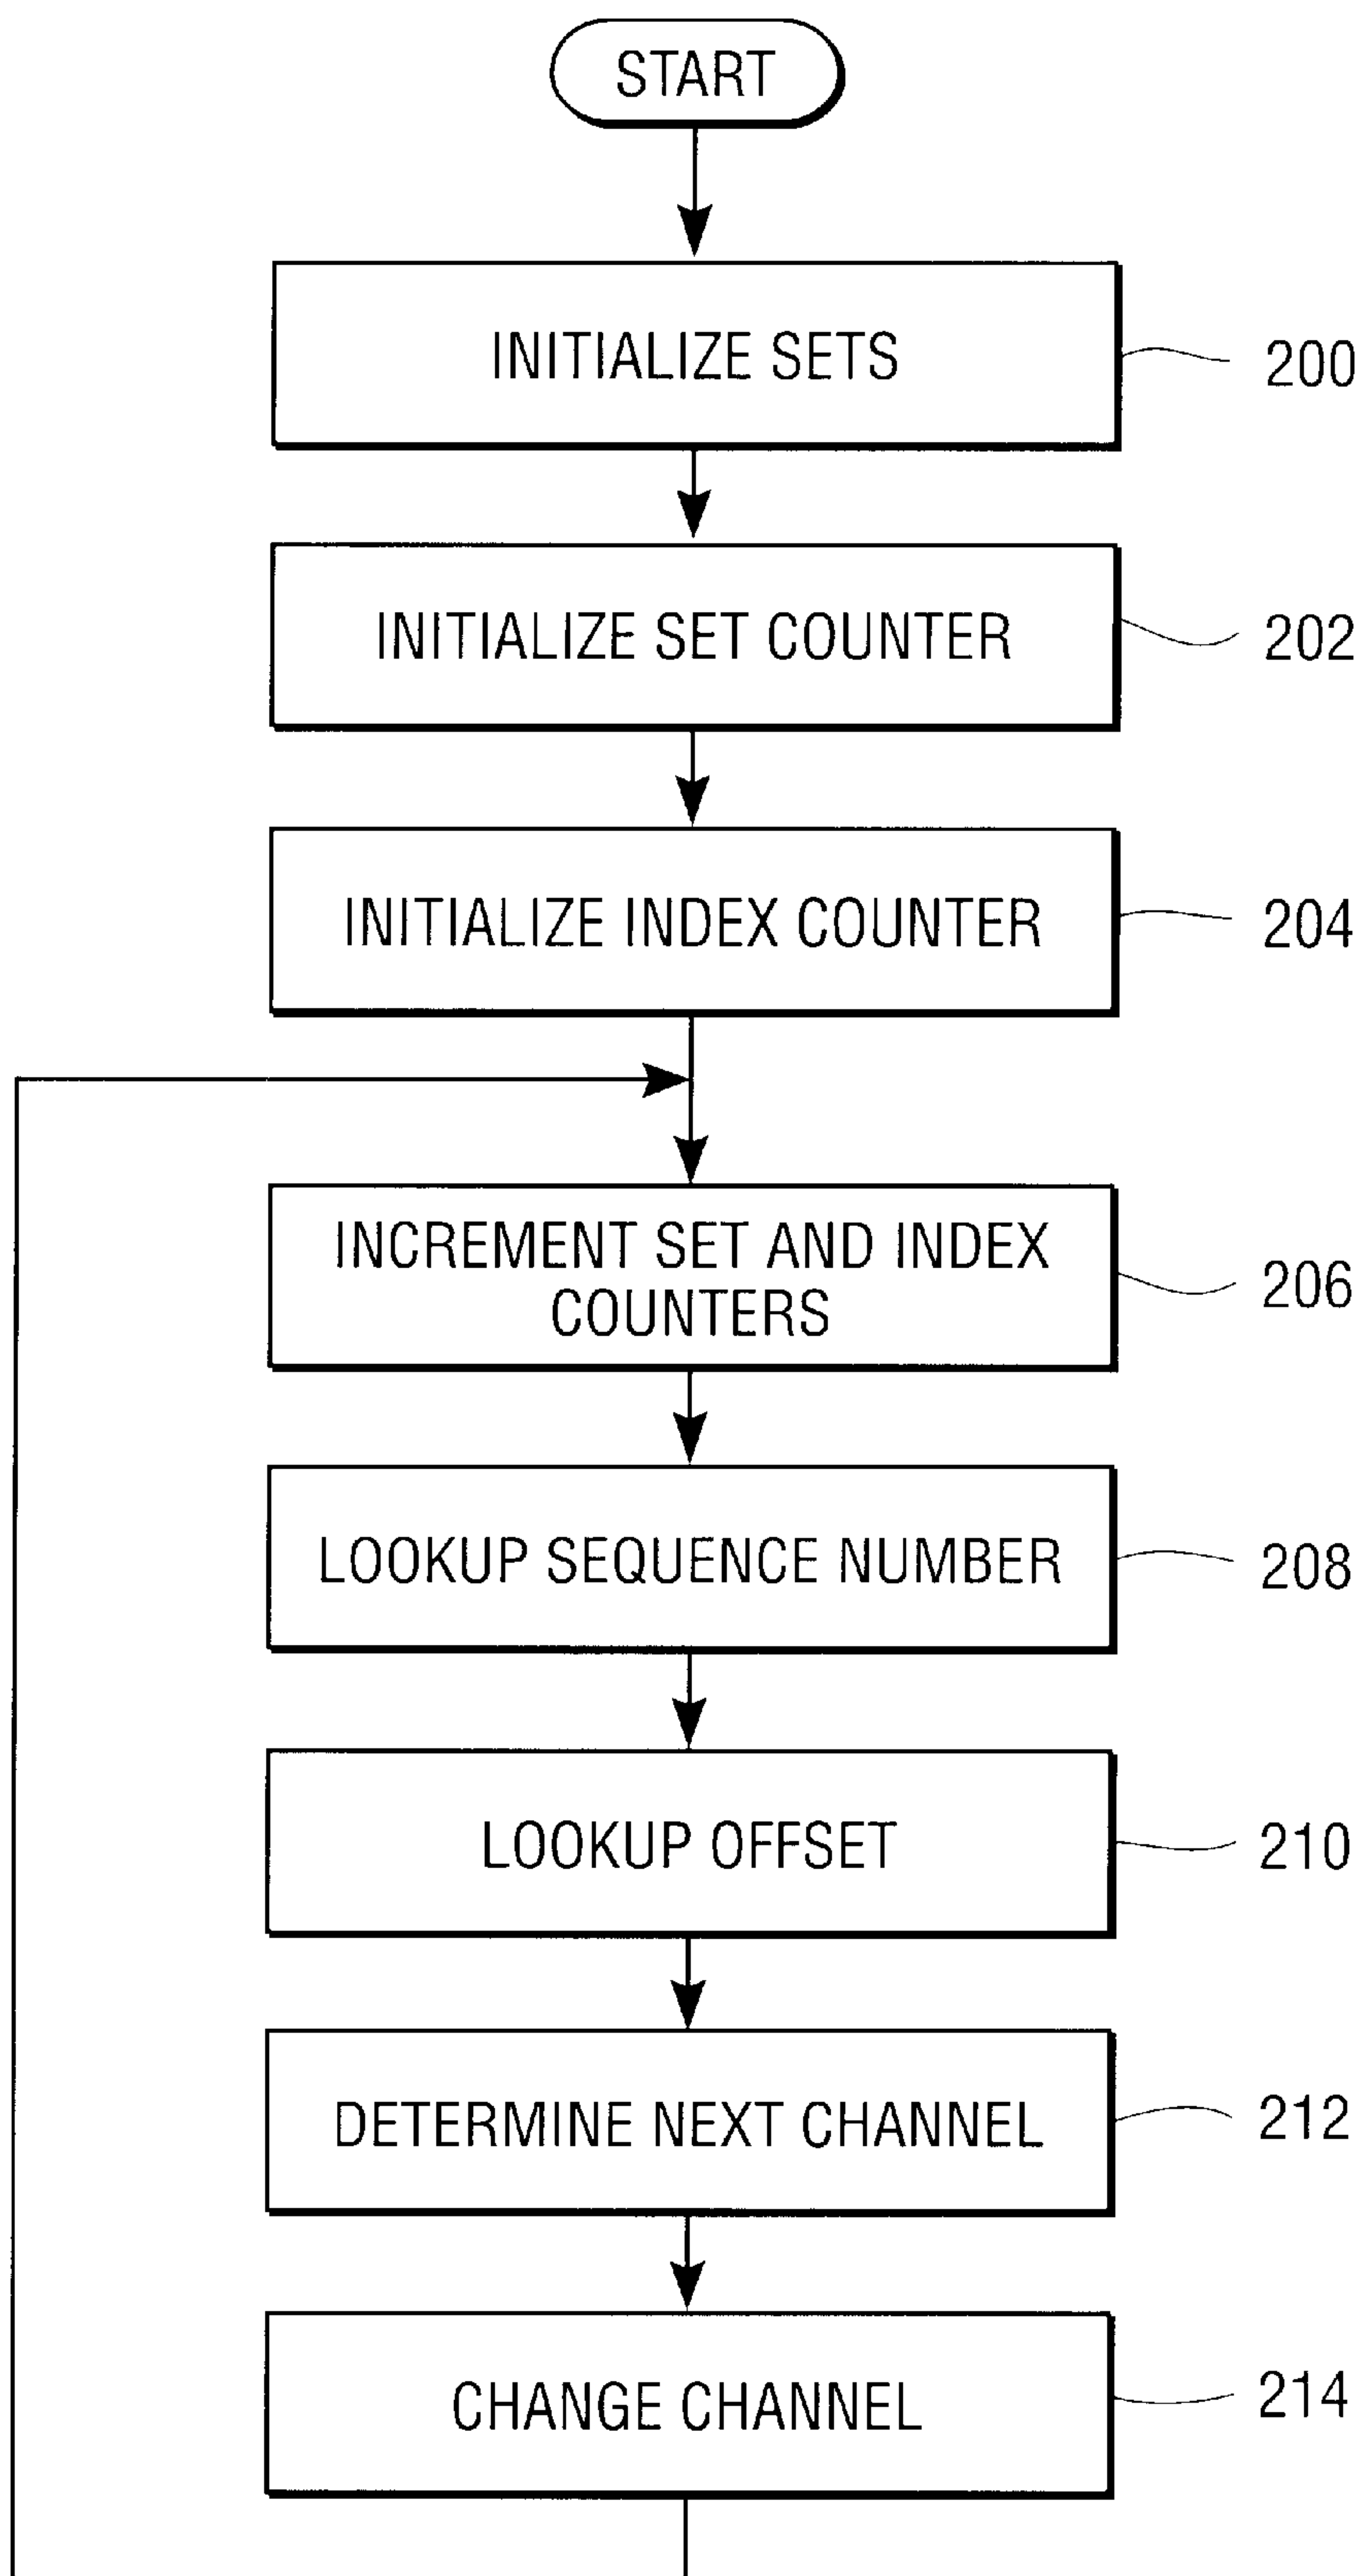 START
INITIALIZE SETS
200
INITIALIZE SET COUNTER
202
INITIALIZE INDEX COUNTER
204
INCREMENT SET AND INDEX
COUNTERS
206
LOOKUP SEQUENCE NUMBER
208
LOOKUP OFFSET
210
DETERMINE NEXT CHANNEL
212
CHANGE CHANNEL
214